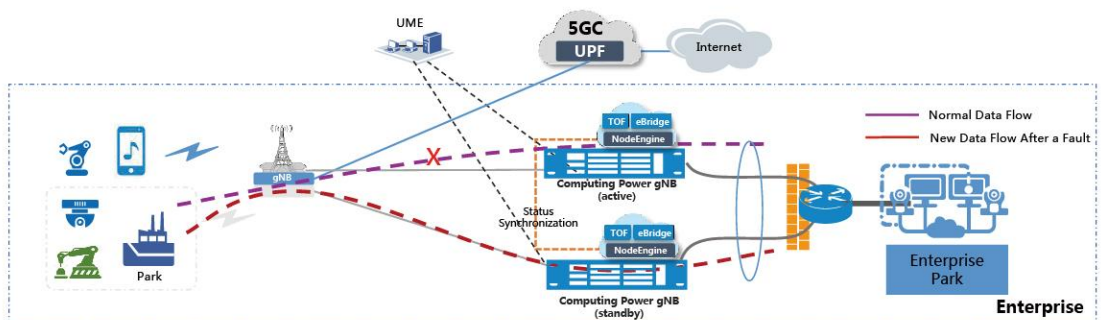 UME
5GC
UPF
Internet
TOF
eBridge
NodeEngine
Normal Data Flow
New Data Flow After a Fault
X
gNB
Computing Power gNB
(active)
Status
Synchronization
TOF
eBridge
NodeEngine
Park
Enterprise
Park
Computing Power gNB
(standby)
Enterprise